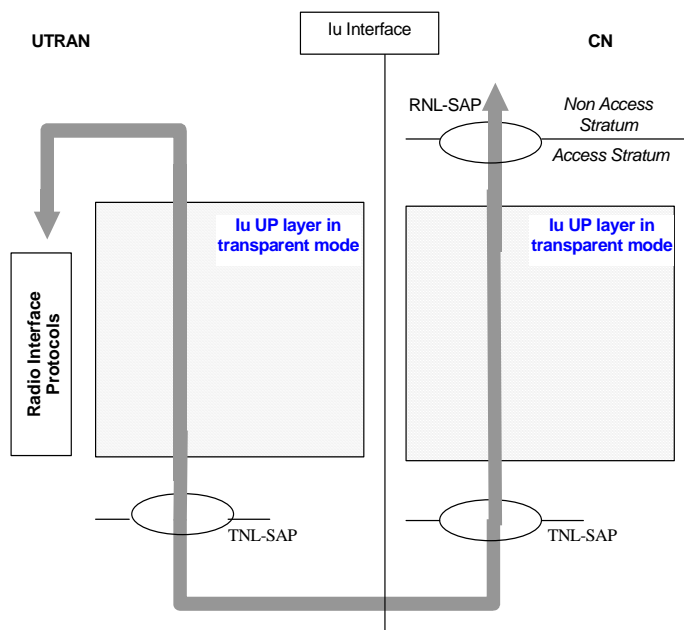 Iu Interface
UTRAN
CN
RNL-SAP
Non Access
Stratum
Access Stratum
Iu UP layer in
transparent mode
Iu UP layer in
transparent mode
Radio Interface
Protocols
TNL-SAP
TNL-SAP